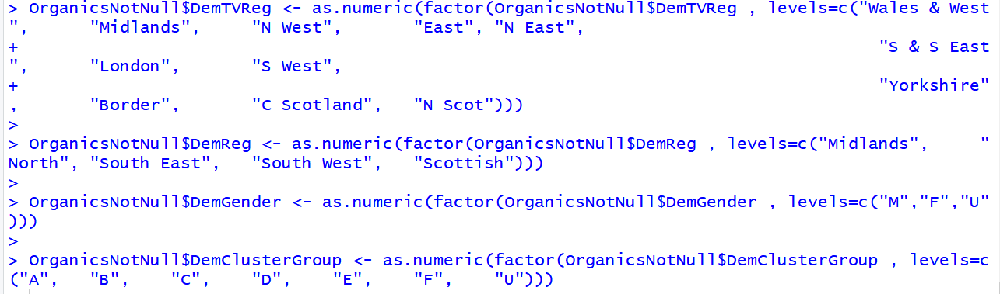 > OrganicsNotNull$DemTVReg <- as.numeric(factor(OrganicsNotNull$DemTVReg , levels=c("Wales & West
", "Midlands", "N West", "East", "N East",
+ "S & S East
", "London", "S West",
+ "Yorkshire"
, "Border", "C Scotland", "N Scot")))
>
> OrganicsNotNull$DemReg <- as.numeric(factor(OrganicsNotNull$DemReg , levels=c("Midlands", "
North", "South East", "South West", "Scottish")))
>
> OrganicsNotNull$DemGender <- as.numeric(factor(OrganicsNotNull$DemGender , levels=c("M","F","U"
)))
>
> OrganicsNotNull$DemClusterGroup <- as.numeric(factor(OrganicsNotNull$DemClusterGroup , levels=c
("A", "B", "C", "D", "E", "F", "U")))